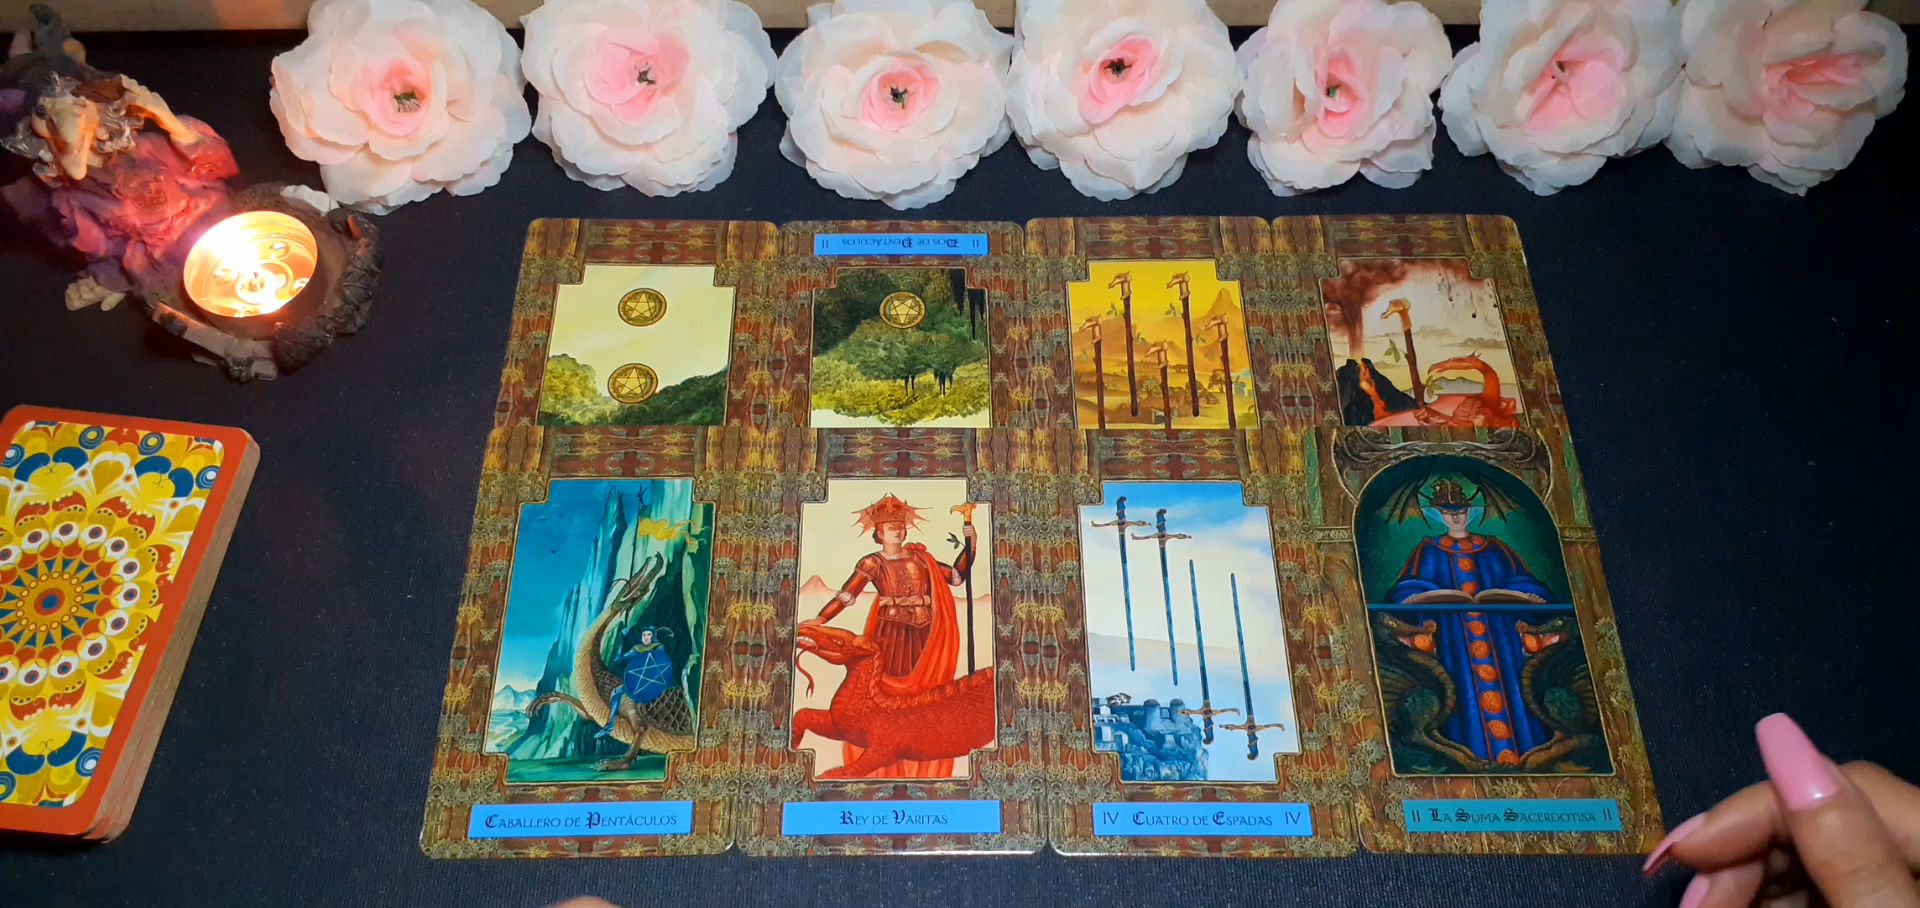 II Dos de Pentáculos II
Caballero de Pentáculos
Rey de Varitas
IV Cuatro de Espadas IV
II La Suma Sacerdotisa II